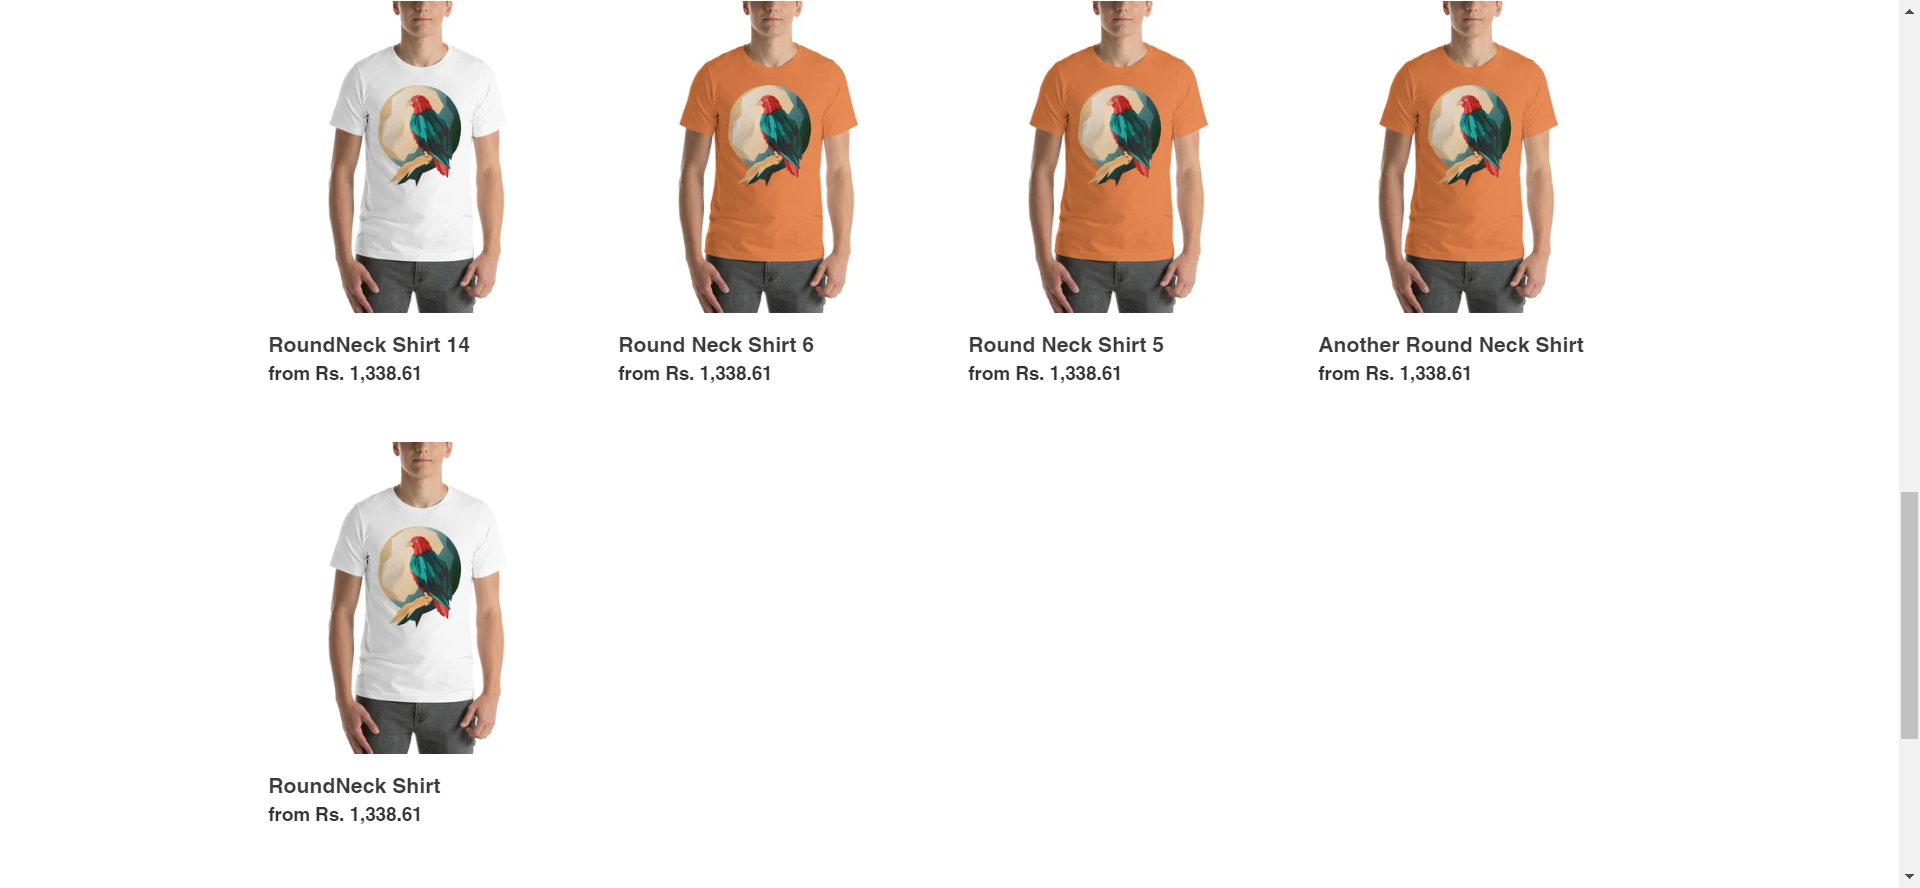 RoundNeck Shirt 14
from Rs. 1,338.61
Round Neck Shirt 6
from Rs. 1,338.61
Round Neck Shirt 5
from Rs. 1,338.61
Another Round Neck Shirt
from Rs. 1,338.61
RoundNeck Shirt
from Rs. 1,338.61